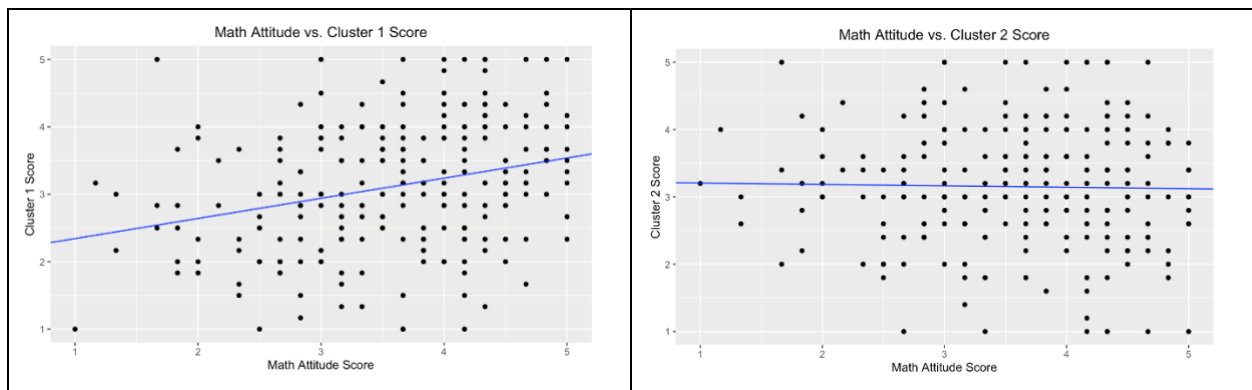 Math Attitude vs. Cluster 1 Score
5
4
3
2
1
Cluster 1 Score
1 2 3 4 5
Math Attitude Score
Math Attitude vs. Cluster 2 Score
5
4
3
2
1
Cluster 2 Score
1 2 3 4 5
Math Attitude Score